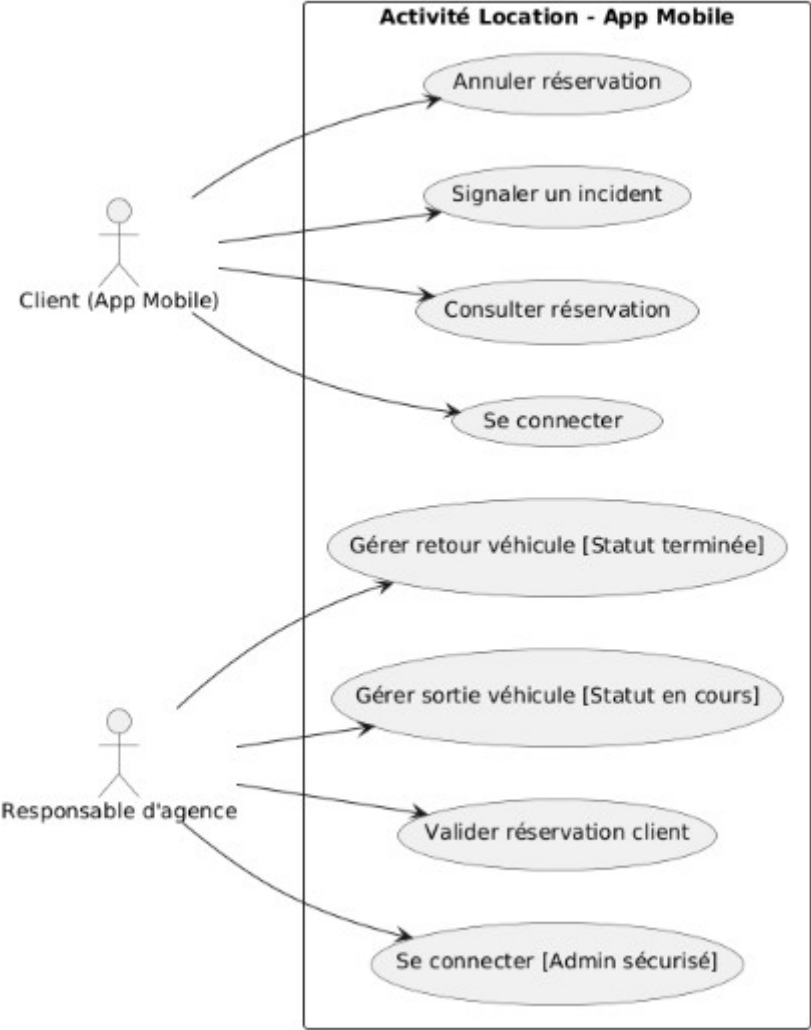 Activité Location - App Mobile
Annuler réservation
Signaler un incident
Client (App Mobile)
Consulter réservation
Se connecter
Gérer retour véhicule [Statut terminée]
Gérer sortie véhicule [Statut en cours]
Responsable d'agence
Valider réservation client
Se connecter [Admin sécurisé]